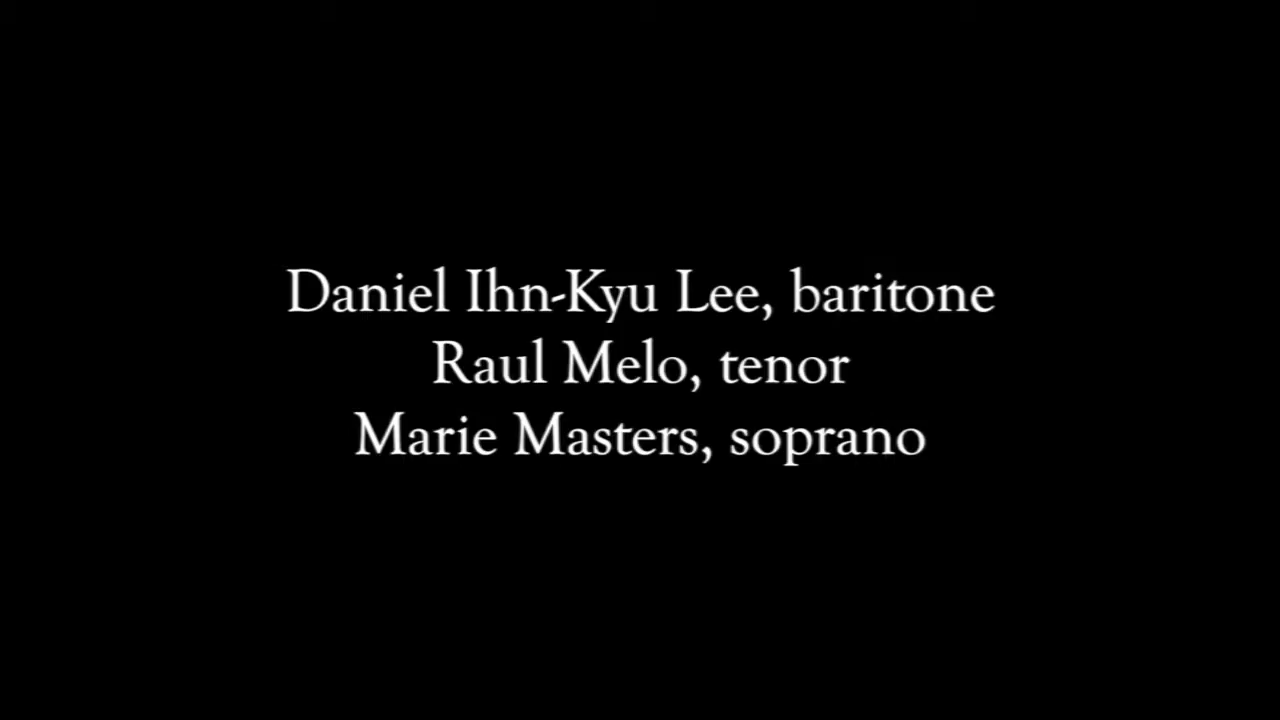 Daniel Ihn-Kyu Lee, baritone
Raul Melo, tenor
Marie Masters, soprano